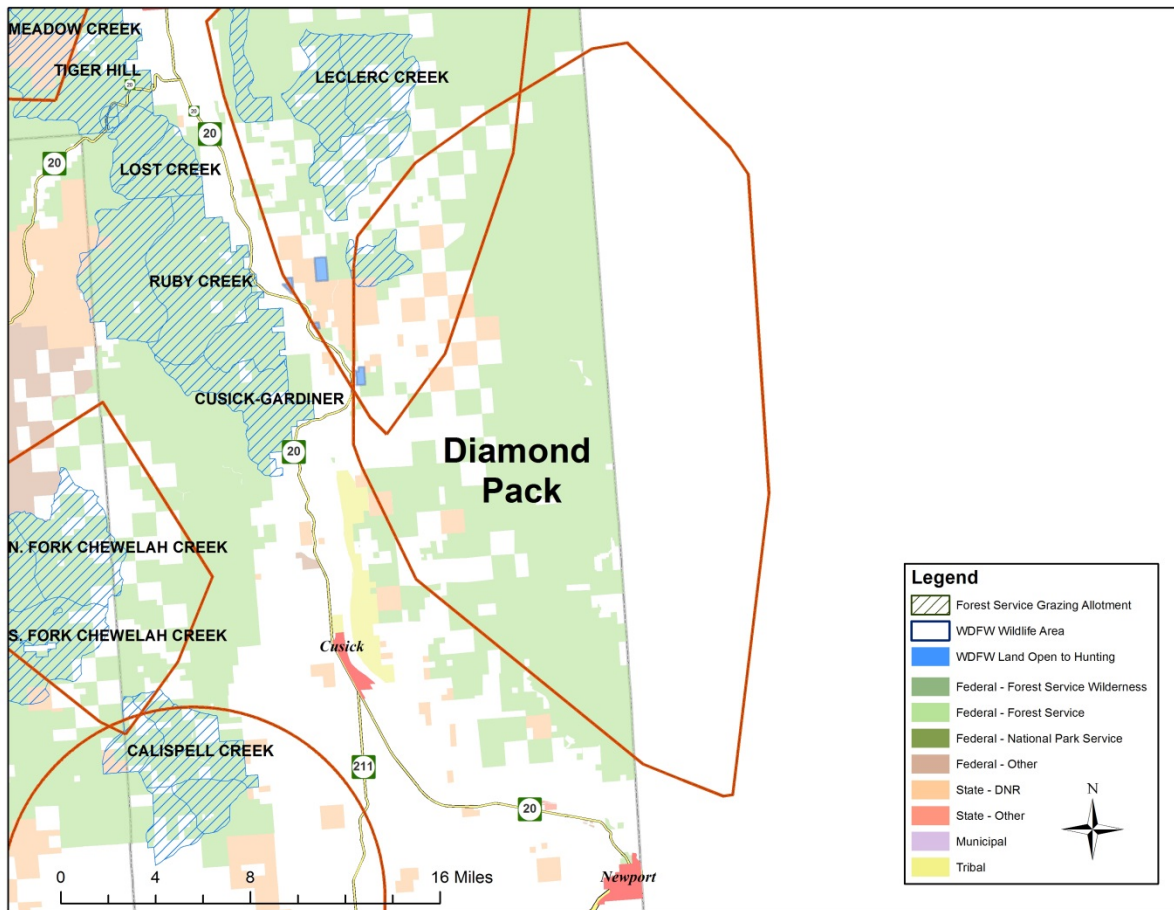 MEADOW CREEK
TIGER HILL
LECLERC CREEK
20
20
20
20
LOST CREEK
RUBY CREEK
CUSICK-GARDINER
20
Diamond
Pack
N. FORK CHEWELAH CREEK
S. FORK CHEWELAH CREEK
Cusick
CALISPELL CREEK
211
20
Newport
0 4 8 16 Miles
Legend
Forest Service Grazing Allotment
WDFW Wildlife Area
WDFW Land Open to Hunting
Federal - Forest Service Wilderness
Federal - Forest Service
Federal - National Park Service
Federal - Other
State - DNR
State - Other
Municipal
Tribal
N